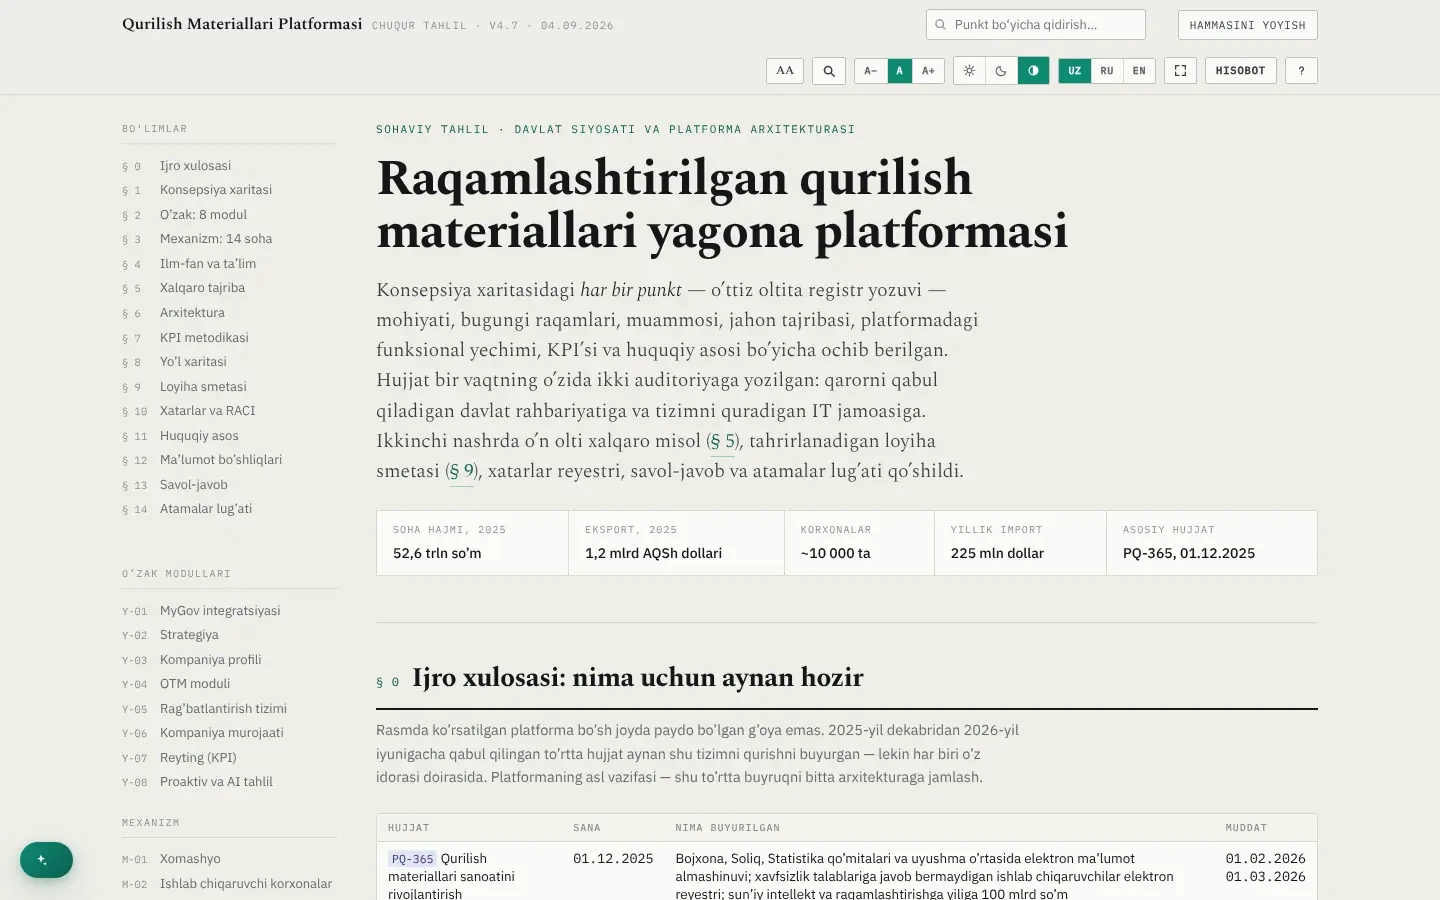 Qurilish Materiallari Platformasi CHUQUR TAHLIL · V4.7 · 04.09.2026
Punkt bo‘yicha qidirish…
HAMMASINI YOYISH
AA
A− A A+
UZ RU EN
HISOBOT
?
BO‘LIMLAR
§ 0 Ijro xulosasi
§ 1 Konsepsiya xaritasi
§ 2 O‘zak: 8 modul
§ 3 Mexanizm: 14 soha
§ 4 Ilm-fan va ta’lim
§ 5 Xalqaro tajriba
§ 6 Arxitektura
§ 7 KPI metodikasi
§ 8 Yo‘l xaritasi
§ 9 Loyiha smetasi
§ 10 Xatarlar va RACI
§ 11 Huquqiy asos
§ 12 Ma’lumot bo‘shliqlari
§ 13 Savol-javob
§ 14 Atamalar lug‘ati
O‘ZAK MODULLARI
Y-01 MyGov integratsiyasi
Y-02 Strategiya
Y-03 Kompaniya profili
Y-04 OTM moduli
Y-05 Rag‘batlantirish tizimi
Y-06 Kompaniya murojaati
Y-07 Reyting (KPI)
Y-08 Proaktiv va AI tahlil
MEXANIZM
M-01 Xomashyo
M-02 Ishlab chiqaruvchi korxonalar
SOHAVIY TAHLIL · DAVLAT SIYOSATI VA PLATFORMA ARXITEKTURASI
Raqamlashtirilgan qurilish
materiallari yagona platformasi
Konsepsiya xaritasidagi har bir punkt — o‘ttiz oltita registr yozuvi —
mohiyati, bugungi raqamlari, muammosi, jahon tajribasi, platformadagi
funksional yechimi, KPI’si va huquqiy asosi bo‘yicha ochib berilgan.
Hujjat bir vaqtning o‘zida ikki auditoriyaga yozilgan: qarorni qabul
qiladigan davlat rahbariyatiga va tizimni quradigan IT jamoasiga.
Ikkinchi nashrda o‘n olti xalqaro misol (§ 5), tahrirlanadigan loyiha
smetasi (§ 9), xatarlar reyestri, savol-javob va atamalar lug‘ati qo‘shildi.
SOHA HAJMI, 2025
52,6 trln so‘m
EKSPORT, 2025
1,2 mlrd AQSh dollari
KORXONALAR
~10 000 ta
YILLIK IMPORT
225 mln dollar
ASOSIY HUJJAT
PQ-365, 01.12.2025
§ 0 Ijro xulosasi: nima uchun aynan hozir
Rasmda ko‘rsatilgan platforma bo‘sh joyda paydo bo‘lgan g‘oya emas. 2025-yil dekabridan 2026-yil
iyunigacha qabul qilingan to‘rtta hujjat aynan shu tizimni qurishni buyurgan — lekin har biri o‘z
idorasi doirasida. Platformaning asl vazifasi — shu to‘rtta buyruqni bitta arxitekturaga jamlash.
HUJJAT SANA NIMA BUYURILGAN MUDDAT
PQ-365 Qurilish 01.12.2025 Bojxona, Soliq, Statistika qo‘mitalari va uyushma o‘rtasida elektron ma’lumot 01.02.2026
materiallari sanoatini almashinuvi; xavfsizlik talablariga javob bermaydigan ishlab chiqaruvchilar elektron 01.03.2026
rivojlantirish reyestri; sun’iy intellekt va raqamlashtirishga yiliga 100 mlrd so‘m